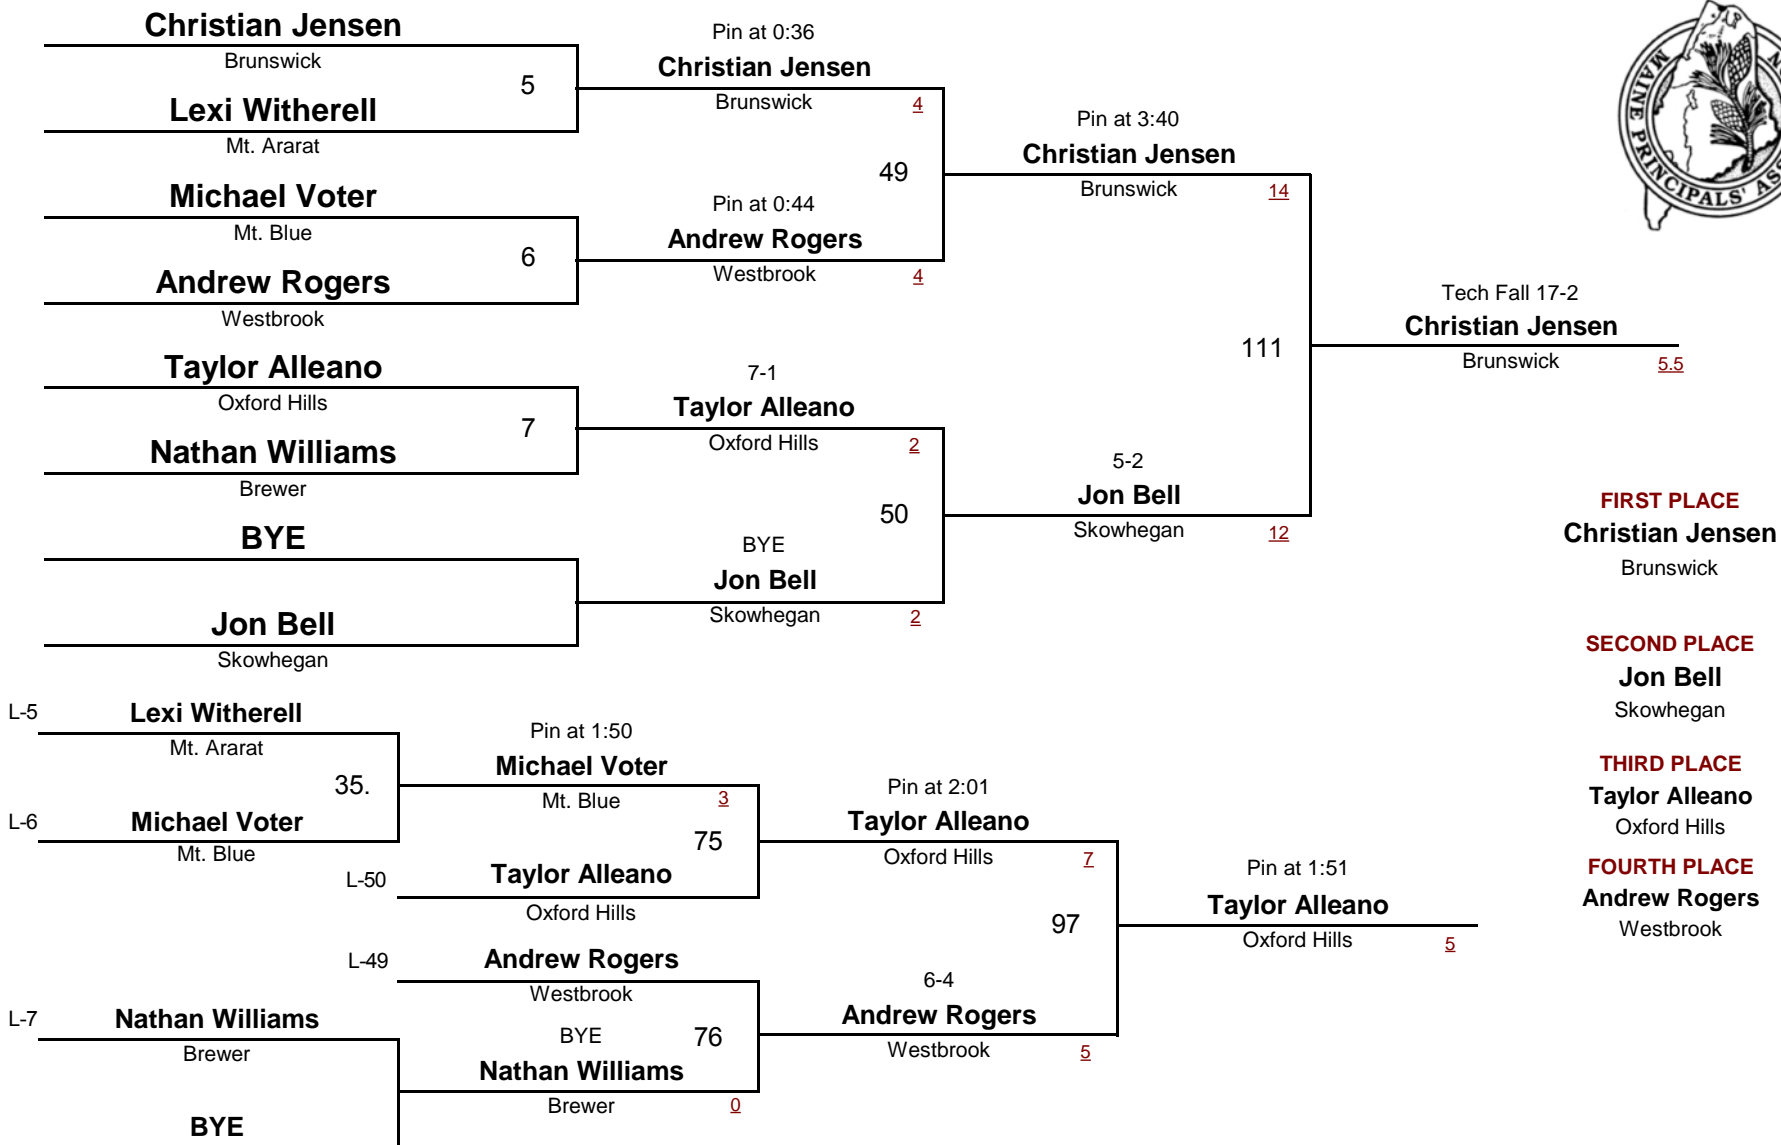 Christian Jensen
Brunswick
5
Lexi Witherell
Mt. Ararat
Michael Voter
Mt. Blue
6
Andrew Rogers
Westbrook
Taylor Alleano
Oxford Hills
7
Nathan Williams
Brewer
BYE
Jon Bell
Skowhegan
Pin at 0:36
Christian Jensen
Brunswick 4
49
Pin at 0:44
Andrew Rogers
Westbrook 4
7-1
Taylor Alleano
Oxford Hills 2
50
BYE
Jon Bell
Skowhegan 2
Pin at 3:40
Christian Jensen
Brunswick 14
111
5-2
Jon Bell
Skowhegan 12
Tech Fall 17-2
Christian Jensen
Brunswick 5.5
MAINE PRINCIPALS'
FIRST PLACE
Christian Jensen
Brunswick
SECOND PLACE
Jon Bell
Skowhegan
THIRD PLACE
Taylor Alleano
Oxford Hills
FOURTH PLACE
Andrew Rogers
Westbrook
L-5 Lexi Witherell
Mt. Ararat
35.
L-6 Michael Voter
Mt. Blue
Pin at 1:50
Michael Voter
Mt. Blue 3
75
L-50 Taylor Alleano
Oxford Hills
L-49 Andrew Rogers
Westbrook
L-7 Nathan Williams
Brewer
BYE
BYE 76
Nathan Williams
Brewer 0
Pin at 2:01
Taylor Alleano
Oxford Hills 7
97
6-4
Andrew Rogers
Westbrook 5
Pin at 1:51
Taylor Alleano
Oxford Hills 5